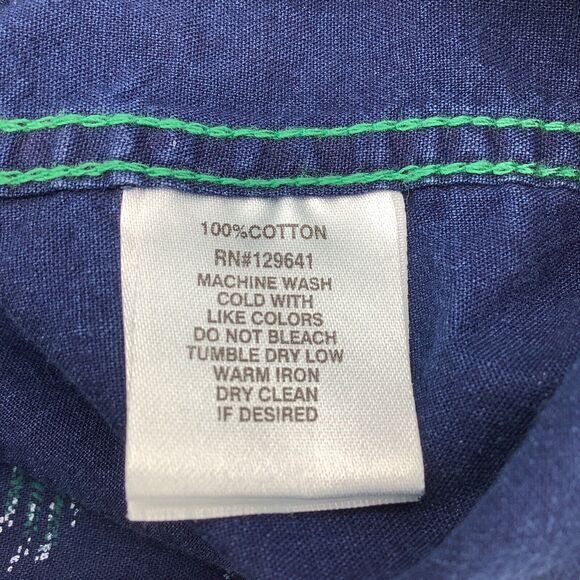 100%COTTON
RN#129641
MACHINE WASH
COLD WITH
LIKE COLORS
DO NOT BLEACH
TUMBLE DRY LOW
WARM IRON
DRY CLEAN
IF DESIRED